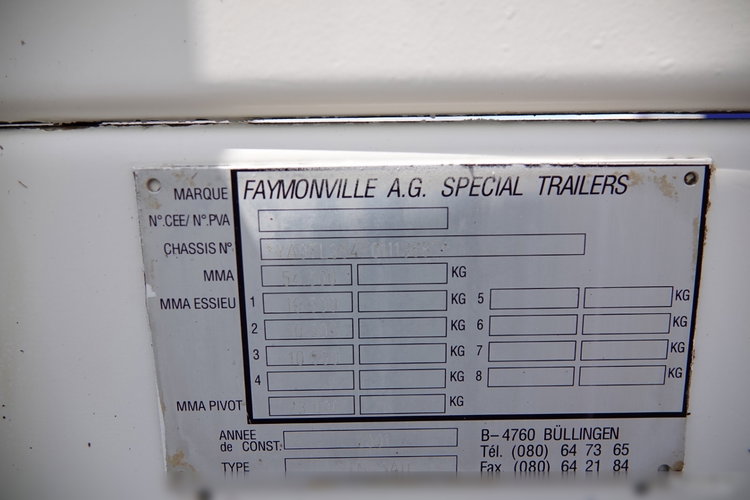 MARQUE FAYMONVILLE A.G. SPECIAL TRAILERS
N°.CEE/ N°.PVA
CHASSIS N°
MMA KG
MMA ESSIEU 1 KG 5 KG
2 KG 6 KG
3 KG 7 KG
4 KG 8 KG
MMA PIVOT KG
ANNEE
de CONST.
TYPE
B-4760 BÜLLINGEN
Tél. (080) 64 73 65
Fax (080) 64 21 84